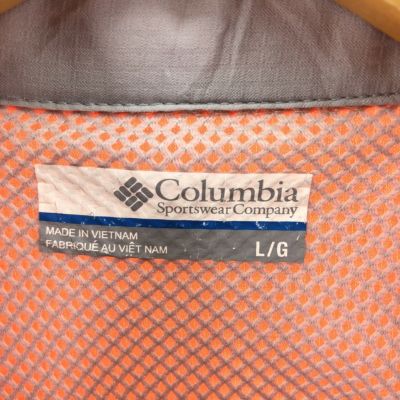 Columbia
Sportswear Company
MADE IN VIETNAM
FABRIQUÉ AU VIÊT NAM
L/G